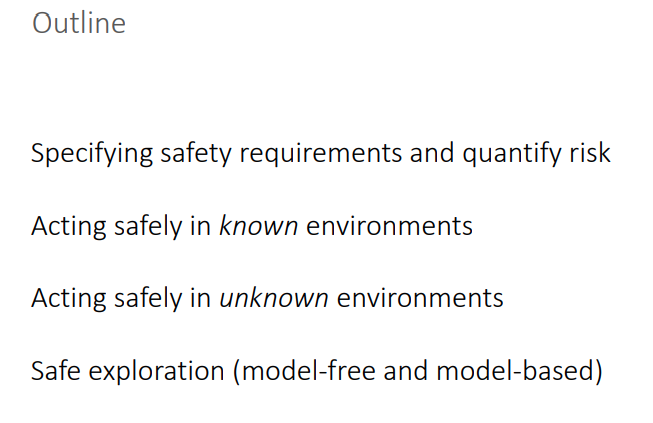 Outline
Specifying safety requirements and quantify risk
Acting safely in known environments
Acting safely in unknown environments
Safe exploration (model-free and model-based)